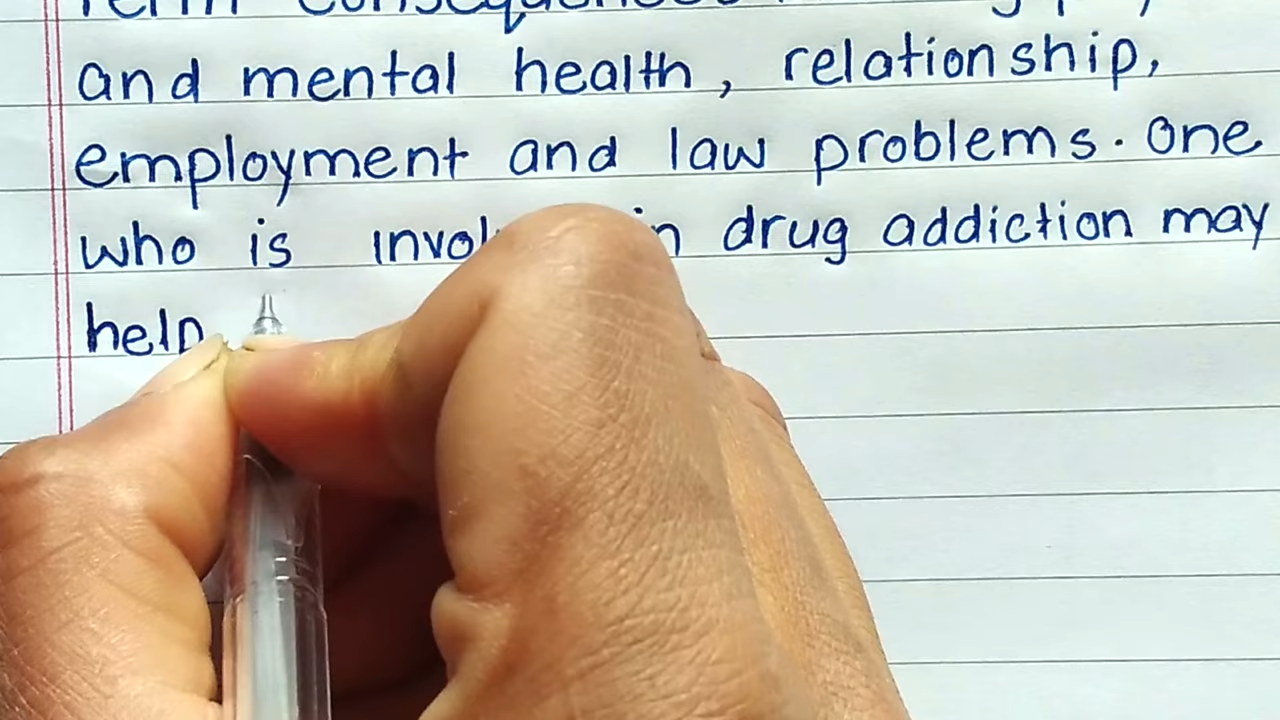 and mental health, relationship,
employment and law problems. One
who is in drug addiction may
help